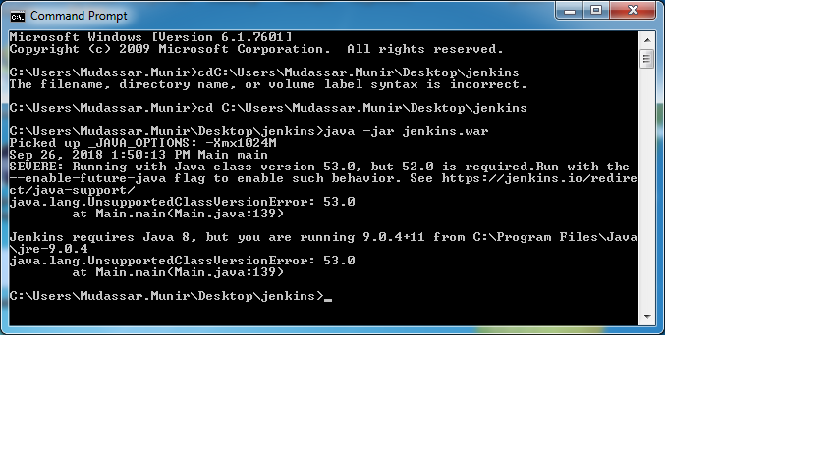 Command Prompt
Microsoft Windows [Version 6.1.7601]
Copyright (c) 2009 Microsoft Corporation.  All rights reserved.
C:\Users\Mudassar.Munir>cdC:\Users\Mudassar.Munir\Desktop\jenkins
The filename, directory name, or volume label syntax is incorrect.
C:\Users\Mudassar.Munir>cd C:\Users\Mudassar.Munir\Desktop\jenkins
C:\Users\Mudassar.Munir\Desktop\jenkins>java -jar jenkins.war
Picked up _JAVA_OPTIONS: -Xmx1024M
Sep 26, 2018 1:50:13 PM Main main
SEVERE: Running with Java class version 53.0, but 52.0 is required.Run with the
--enable-future-java flag to enable such behavior. See https://jenkins.io/redire
ct/java-support/
java.lang.UnsupportedClassVersionError: 53.0
        at Main.main(Main.java:139)
Jenkins requires Java 8, but you are running 9.0.4+11 from C:\Program Files\Java
\jre-9.0.4
java.lang.UnsupportedClassVersionError: 53.0
        at Main.main(Main.java:139)
C:\Users\Mudassar.Munir\Desktop\jenkins>_